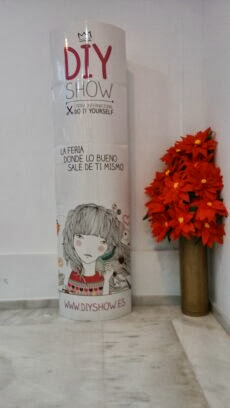 DIY
SHOW
X DO IT YOURSELF
LA FERIA
DONDE LO BUENO
SALE DE TI MISMO
WWW.DIYSHOW.ES